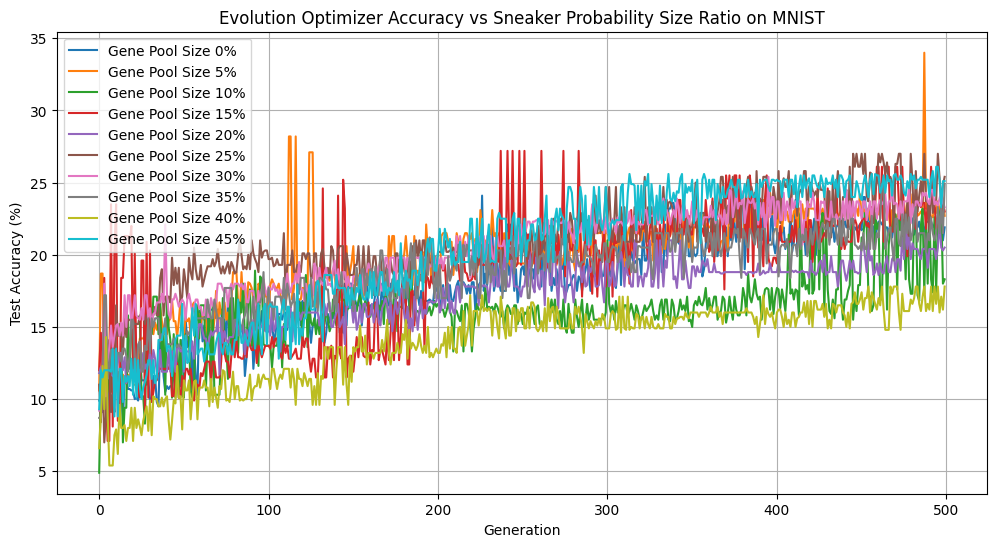 Evolution Optimizer Accuracy vs Sneaker Probability Size Ratio on MNIST
Test Accuracy (%)
35
30
25
20
15
10
5
Gene Pool Size 0%
Gene Pool Size 5%
Gene Pool Size 10%
Gene Pool Size 15%
Gene Pool Size 20%
Gene Pool Size 25%
Gene Pool Size 30%
Gene Pool Size 35%
Gene Pool Size 40%
Gene Pool Size 45%
0 100 200 300 400 500
Generation